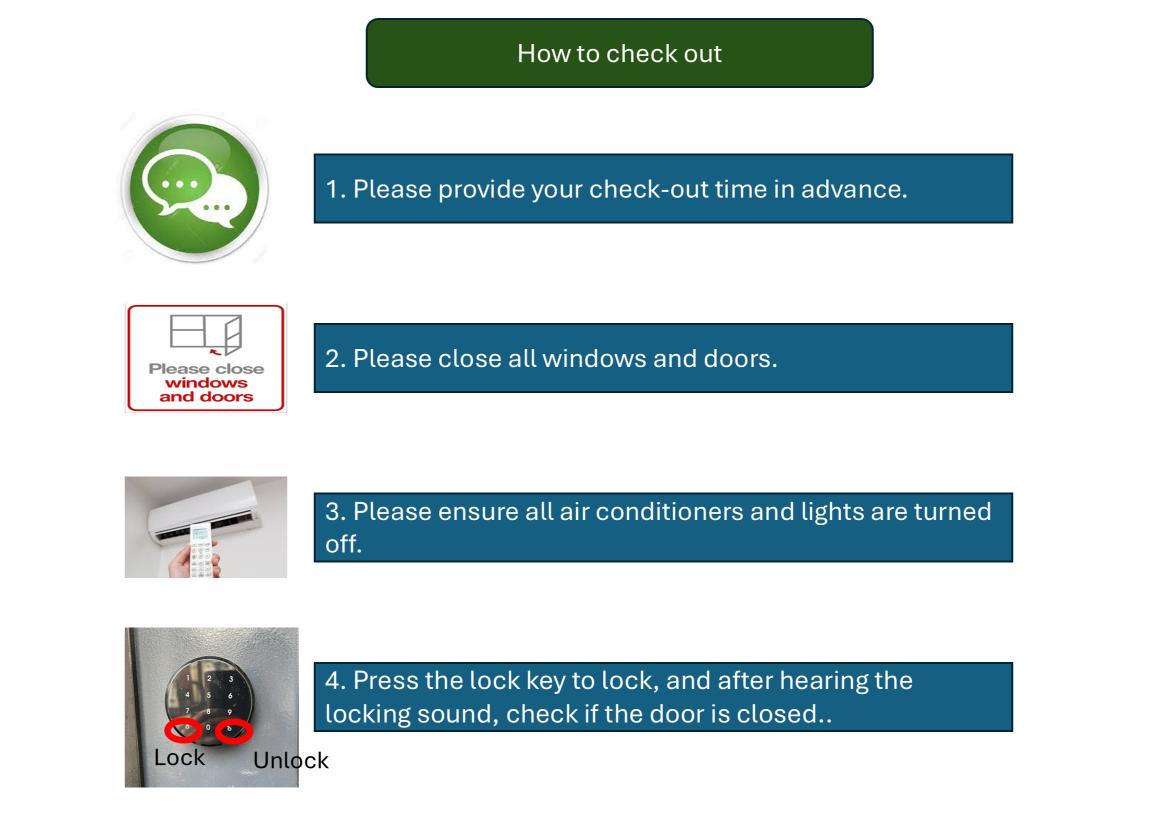 How to check out
1. Please provide your check-out time in advance.
2. Please close all windows and doors.
Please close
windows
and doors
3. Please ensure all air conditioners and lights are turned
off.
4. Press the lock key to lock, and after hearing the
locking sound, check if the door is closed..
1 2 3
4 5 6
7 8 9
0
Lock Unlock